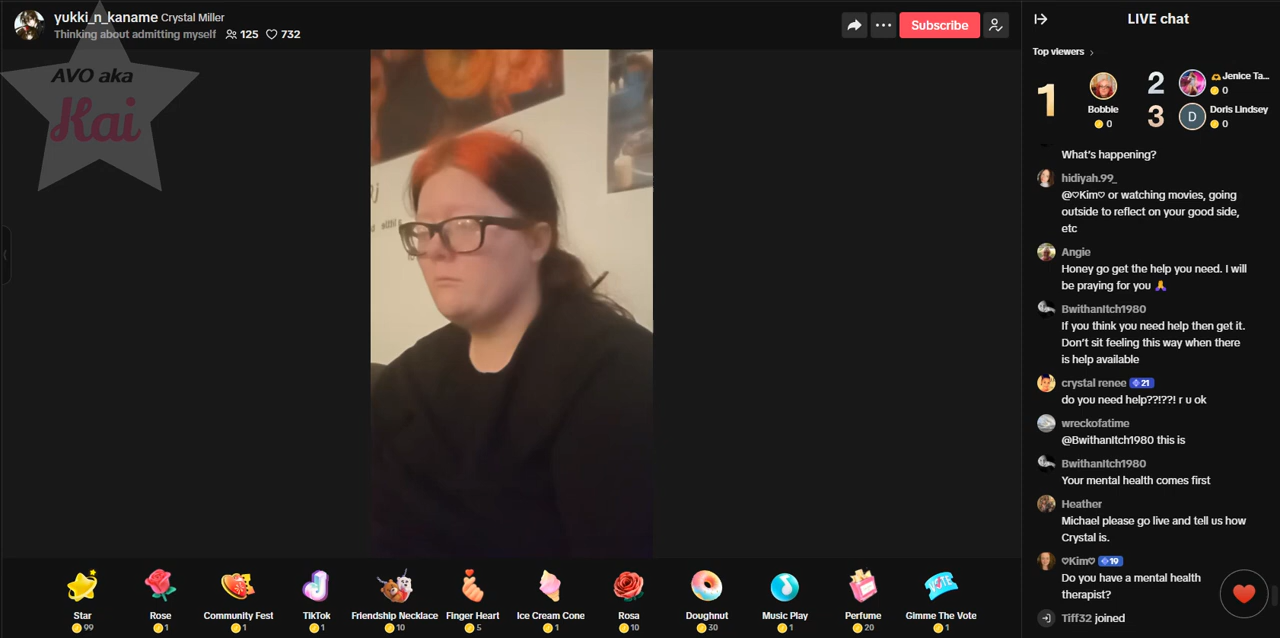 yukki_n_kaname Crystal Miller
Thinking about admitting myself 125 732
Subscribe
AVO aka
Kai
LIVE chat
Top viewers >
1
Bobbie
0
2
Jenice Ta...
0
3
D
Doris Lindsey
0
What's happening?
hidiyah.99_
@♡Kim♡ or watching movies, going
outside to reflect on your good side,
etc
Angie
Honey go get the help you need. I will
be praying for you 🙏
BwithanItch1980
If you think you need help then get it.
Don't sit feeling this way when there
is help available
crystal renee 21
do you need help??!??! r u ok
wreckofatime
@BwithanItch1980 this is
BwithanItch1980
Your mental health comes first
Heather
Michael please go live and tell us how
Crystal is.
♡Kim♡ 19
Do you have a mental health
therapist?
Tiff32 joined
Star
99
Rose
1
Community Fest
1
TikTok
1
Friendship Necklace
10
Finger Heart
5
Ice Cream Cone
1
Rosa
10
Doughnut
30
Music Play
1
Perfume
20
VOTE
Gimme The Vote
1